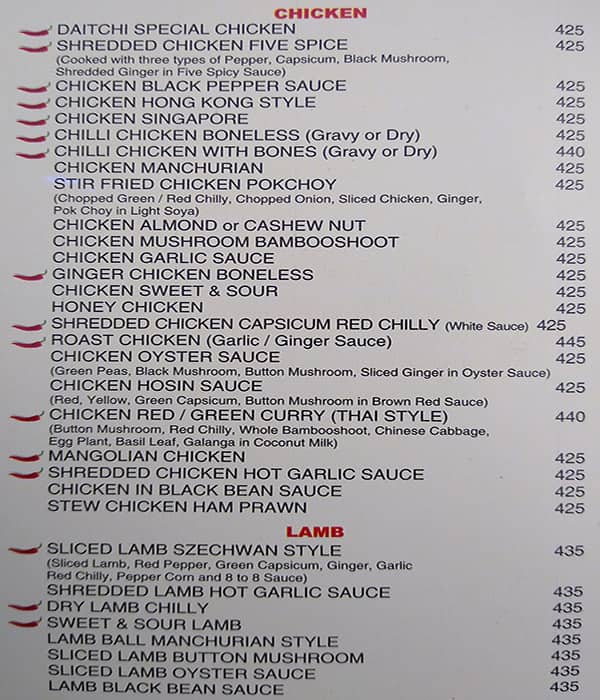 CHICKEN
DAITCHI SPECIAL CHICKEN 425
SHREDDED CHICKEN FIVE SPICE 425
(Cooked with three types of Pepper, Capsicum, Black Mushroom,
Shredded Ginger in Five Spicy Sauce)
CHICKEN BLACK PEPPER SAUCE 425
CHICKEN HONG KONG STYLE 425
CHICKEN SINGAPORE 425
CHILLI CHICKEN BONELESS (Gravy or Dry) 425
CHILLI CHICKEN WITH BONES (Gravy or Dry) 440
CHICKEN MANCHURIAN 425
STIR FRIED CHICKEN POKCHOY 425
(Chopped Green / Red Chilly, Chopped Onion, Sliced Chicken, Ginger,
Pok Choy in Light Soya)
CHICKEN ALMOND or CASHEW NUT 425
CHICKEN MUSHROOM BAMBOOSHOOT 425
CHICKEN GARLIC SAUCE 425
GINGER CHICKEN BONELESS 425
CHICKEN SWEET & SOUR 425
HONEY CHICKEN 425
SHREDDED CHICKEN CAPSICUM RED CHILLY (White Sauce) 425
ROAST CHICKEN (Garlic / Ginger Sauce) 445
CHICKEN OYSTER SAUCE 425
(Green Peas, Black Mushroom, Button Mushroom, Sliced Ginger in Oyster Sauce)
CHICKEN HOSIN SAUCE 425
(Red, Yellow, Green Capsicum, Button Mushroom in Brown Red Sauce)
CHICKEN RED / GREEN CURRY (THAI STYLE) 440
(Button Mushroom, Red Chilly, Whole Bambooshoot, Chinese Cabbage,
Egg Plant, Basil Leaf, Galanga in Coconut Milk)
MANGOLIAN CHICKEN 425
SHREDDED CHICKEN HOT GARLIC SAUCE 425
CHICKEN IN BLACK BEAN SAUCE 425
STEW CHICKEN HAM PRAWN 425
LAMB
SLICED LAMB SZECHWAN STYLE 435
(Sliced Lamb, Red Pepper, Green Capsicum, Ginger, Garlic
Red Chilly, Pepper Corn and 8 to 8 Sauce)
SHREDDED LAMB HOT GARLIC SAUCE 435
DRY LAMB CHILLY 435
SWEET & SOUR LAMB 435
LAMB BALL MANCHURIAN STYLE 435
SLICED LAMB BUTTON MUSHROOM 435
SLICED LAMB OYSTER SAUCE 435
LAMB BLACK BEAN SAUCE 435